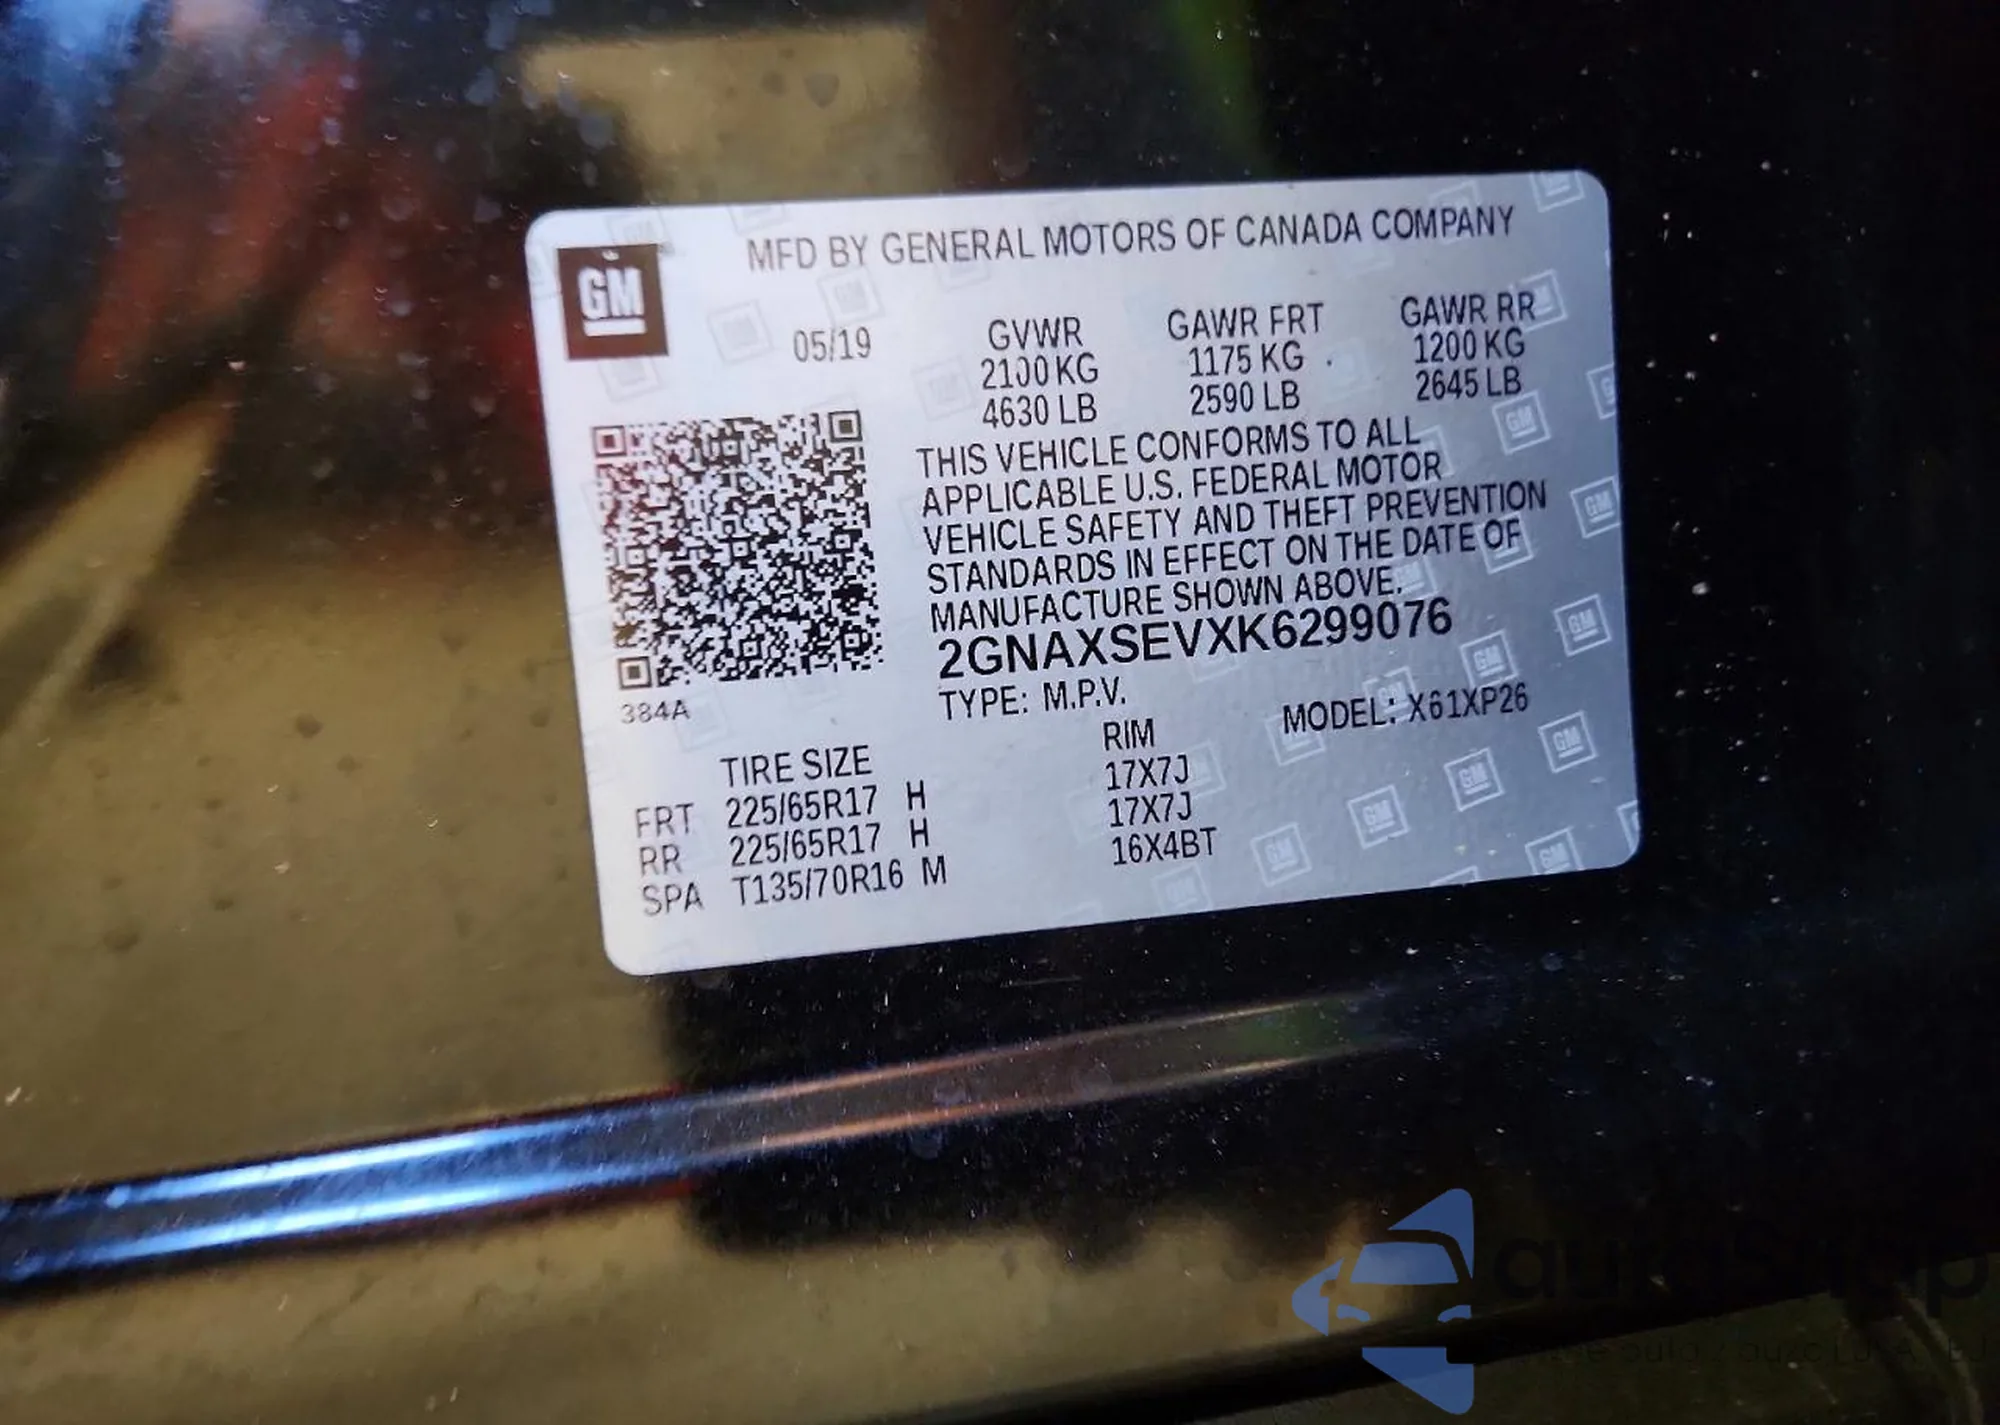 GM
MFD BY GENERAL MOTORS OF CANADA COMPANY
05/19 GVWR GAWR FRT GAWR RR
2100 KG 1175 KG 1200 KG
4630 LB 2590 LB 2645 LB
THIS VEHICLE CONFORMS TO ALL
APPLICABLE U.S. FEDERAL MOTOR
VEHICLE SAFETY AND THEFT PREVENTION
STANDARDS IN EFFECT ON THE DATE OF
MANUFACTURE SHOWN ABOVE.
2GNAXSEVXK6299076
384A
TYPE: M.P.V. MODEL: X61XP26
TIRE SIZE RIM
FRT 225/65R17 H 17X7J
RR 225/65R17 H 17X7J
SPA T135/70R16 M 16X4BT